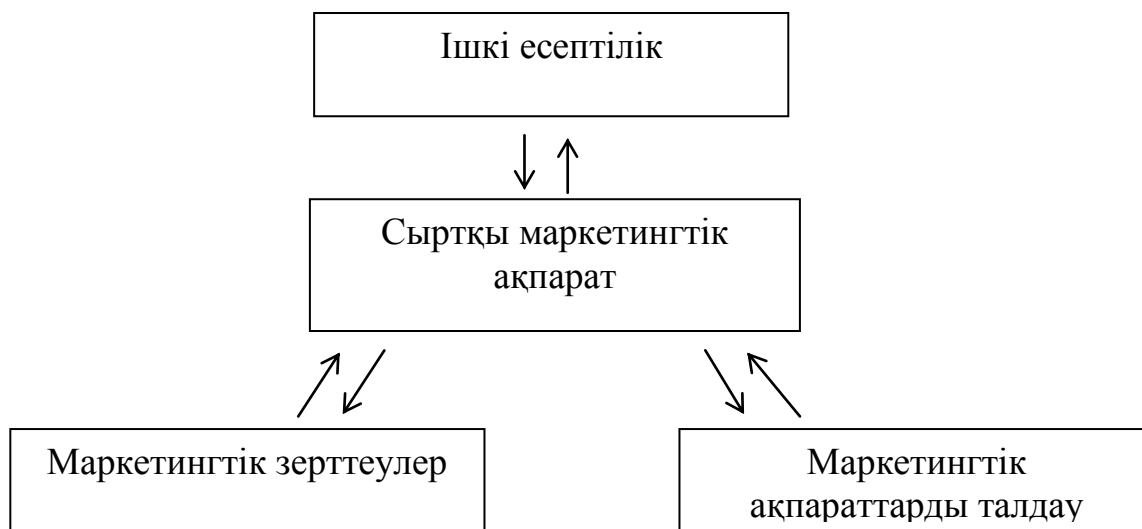 Ішкі есептілік
Сыртқы маркетингтік
ақпарат
Маркетингтік зерттеулер
Маркетингтік
ақпараттарды талдау